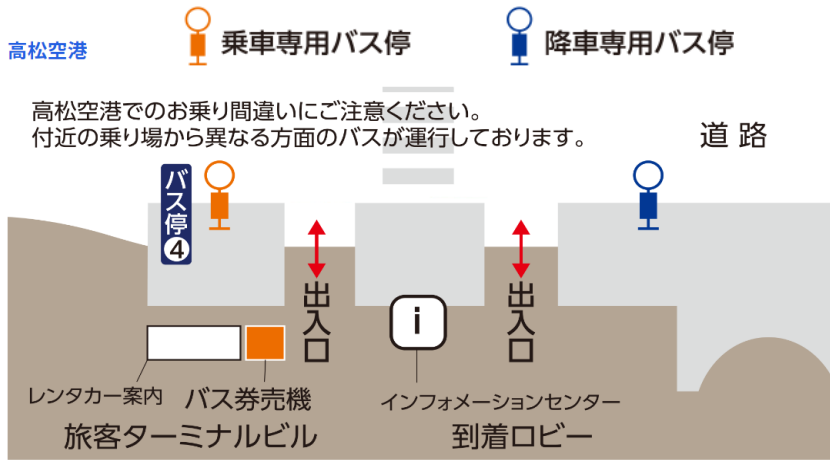 高松空港
乗車専用バス停
降車専用バス停
高松空港でのお乗り間違いにご注意ください。
付近の乗り場から異なる方面のバスが運行しております。
道路
バス停4
出入口
i
出入口
レンタカー案内
バス券売機
インフォメーションセンター
旅客ターミナルビル
到着ロビー